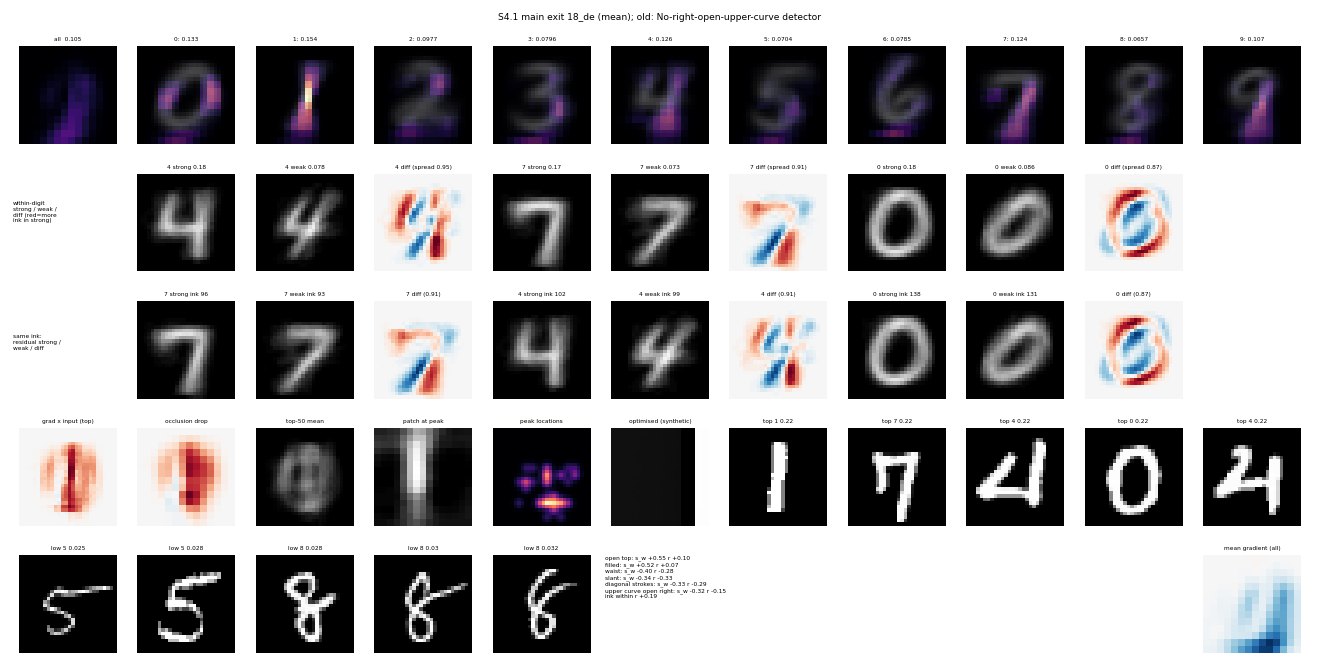 S4.1 main exit 18_de (mean); old: No-right-open-upper-curve detector
all 0.105
0: 0.133
1: 0.154
2: 0.0977
3: 0.0796
4: 0.126
5: 0.0704
6: 0.0785
7: 0.124
8: 0.0657
9: 0.107
within-digit
strong / weak /
diff (red=more
ink in strong)
4 strong 0.18
4 weak 0.078
4 diff (spread 0.95)
7 strong 0.17
7 weak 0.073
7 diff (spread 0.91)
0 strong 0.18
0 weak 0.086
0 diff (spread 0.87)
same ink:
residual strong /
weak / diff
7 strong ink 96
7 weak ink 93
7 diff (0.91)
4 strong ink 102
4 weak ink 99
4 diff (0.91)
0 strong ink 138
0 weak ink 131
0 diff (0.87)
grad x input (top)
occlusion drop
top-50 mean
patch at peak
peak locations
optimised (synthetic)
top 1 0.22
top 7 0.22
top 4 0.22
top 0 0.22
top 4 0.22
low 5 0.025
low 5 0.028
low 8 0.028
low 8 0.03
low 8 0.032
open top: s_w +0.55 r +0.10
filled: s_w +0.52 r +0.07
waist: s_w -0.40 r -0.28
slant: s_w -0.34 r -0.33
diagonal strokes: s_w -0.33 r -0.29
upper curve open right: s_w -0.32 r -0.15
ink within r +0.19
mean gradient (all)